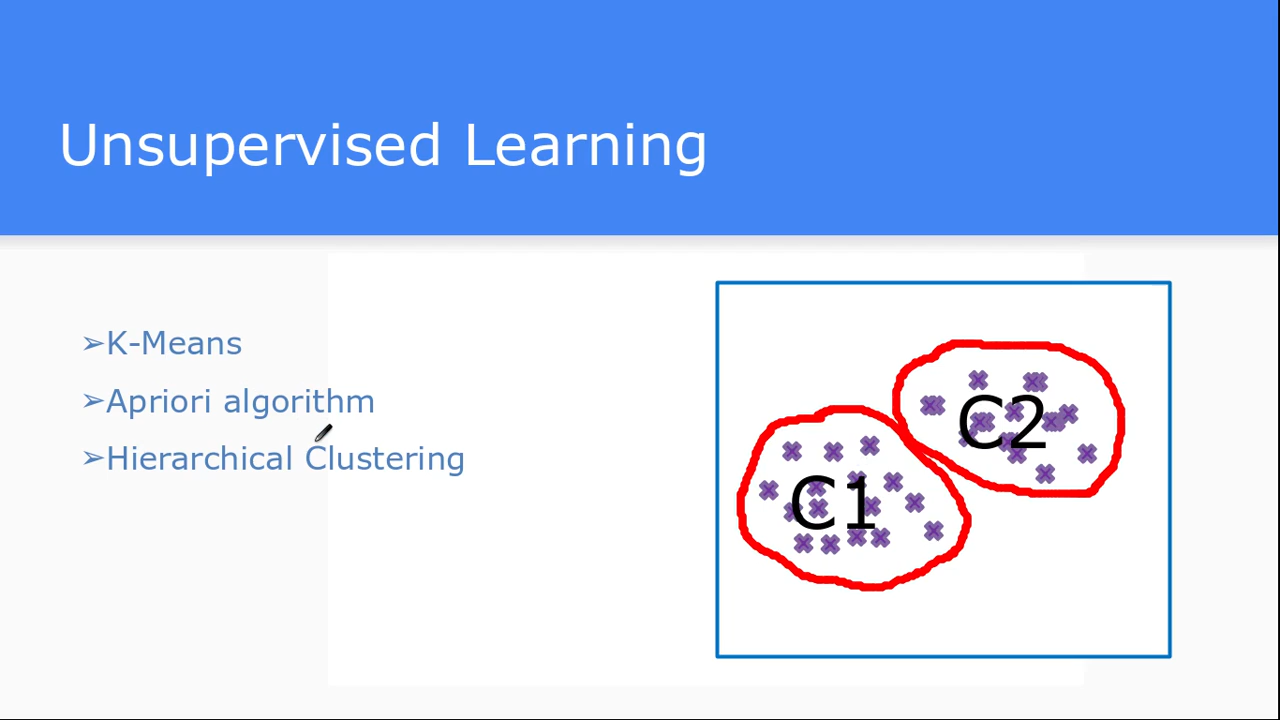 Unsupervised Learning
➢K-Means
➢Apriori algorithm
➢Hierarchical Clustering
C2
C1